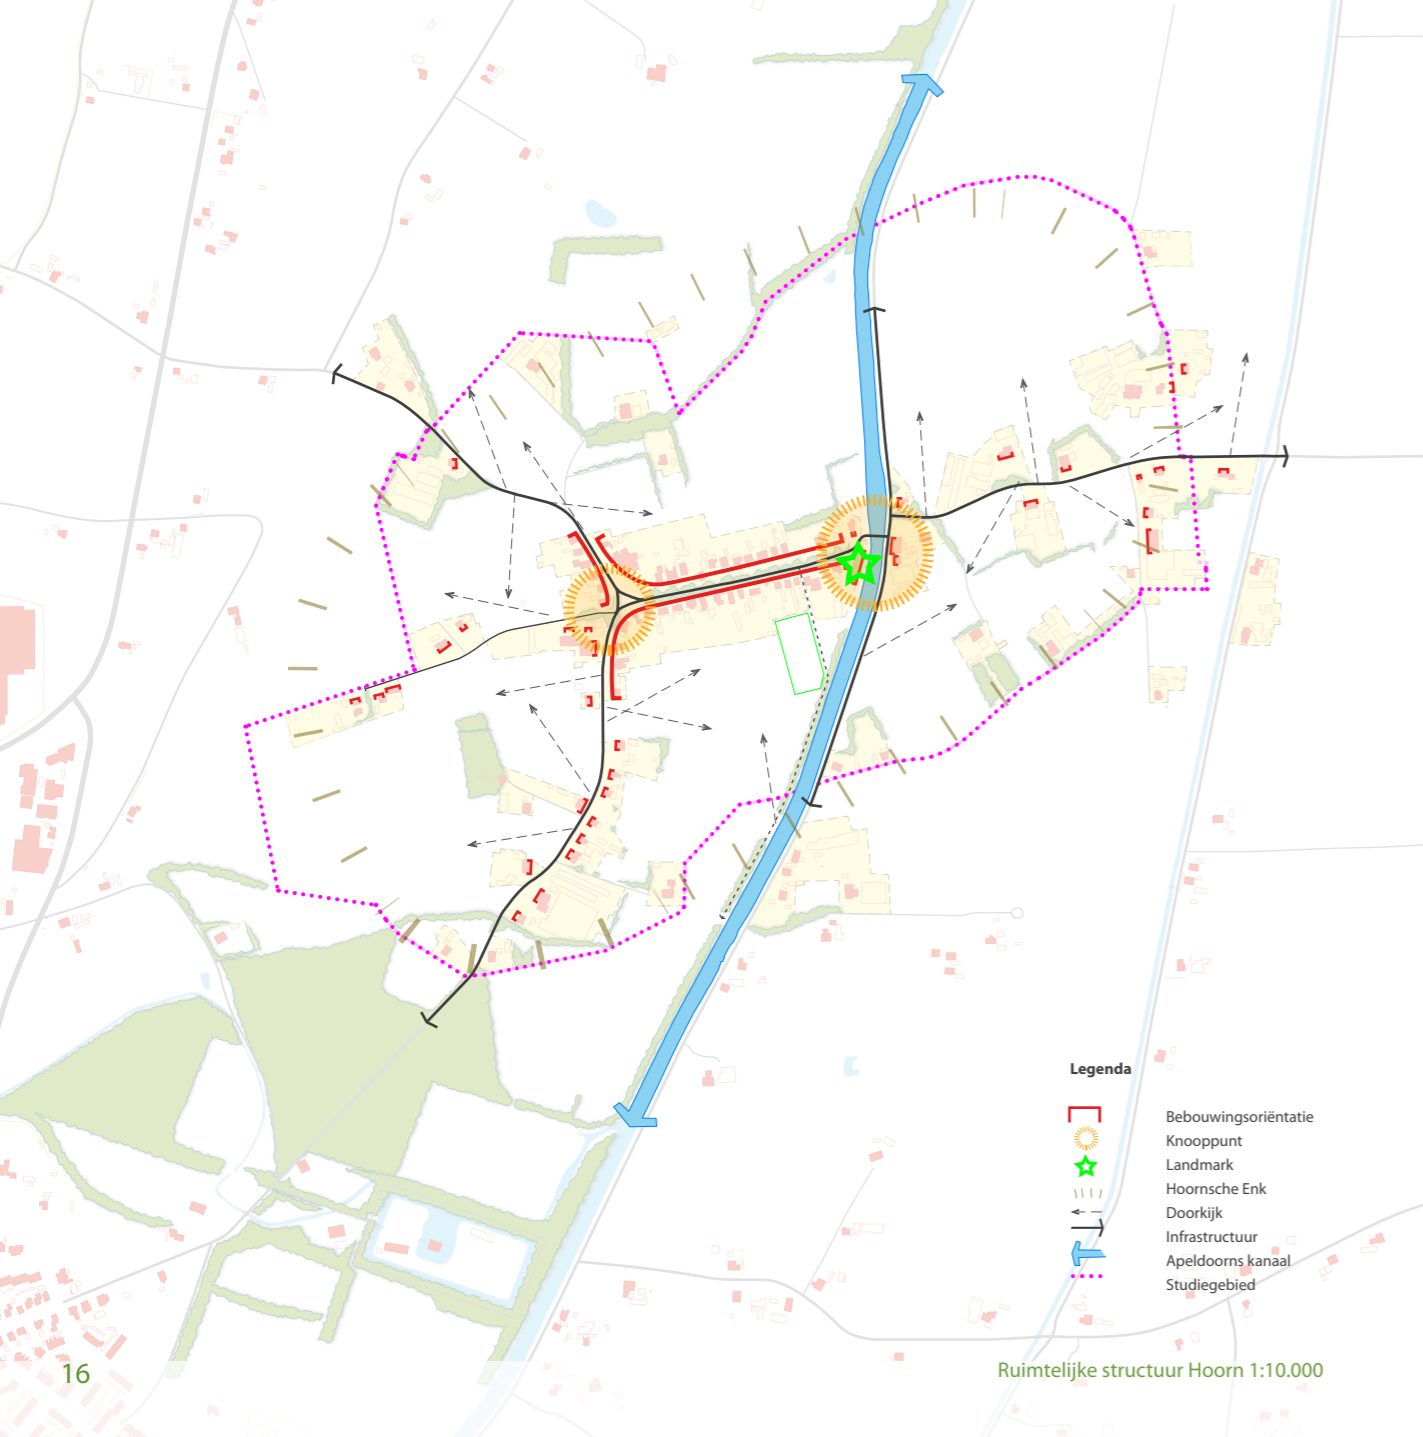 Legenda
Bebouwingsoriëntatie
Knooppunt
Landmark
Hoornsche Enk
Doorkijk
Infrastructuur
Apeldoorns kanaal
Studiegebied
16
Ruimtelijke structuur Hoorn 1:10.000